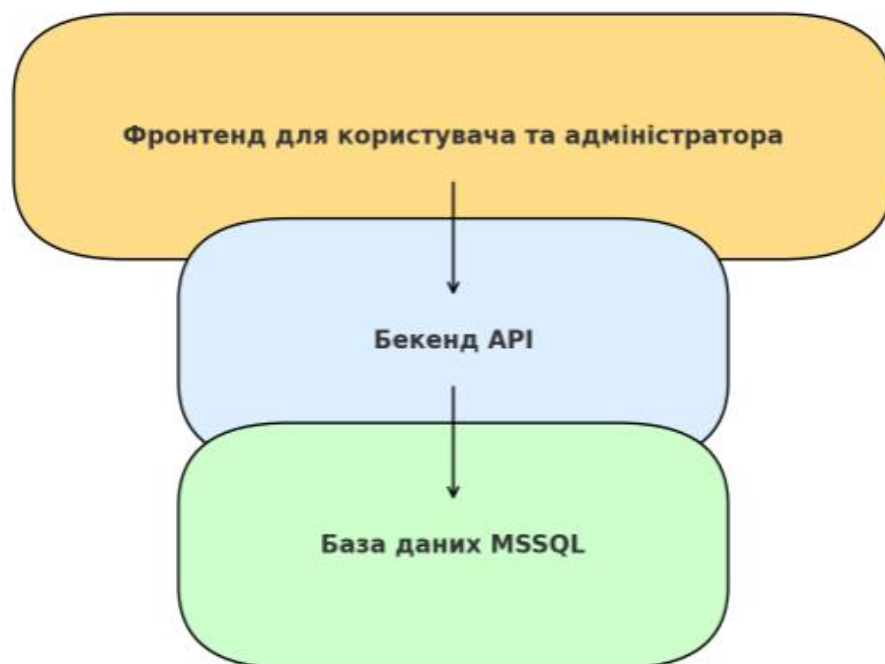 Фронтенд для користувача та адміністратора
Бекенд API
База даних MSSQL